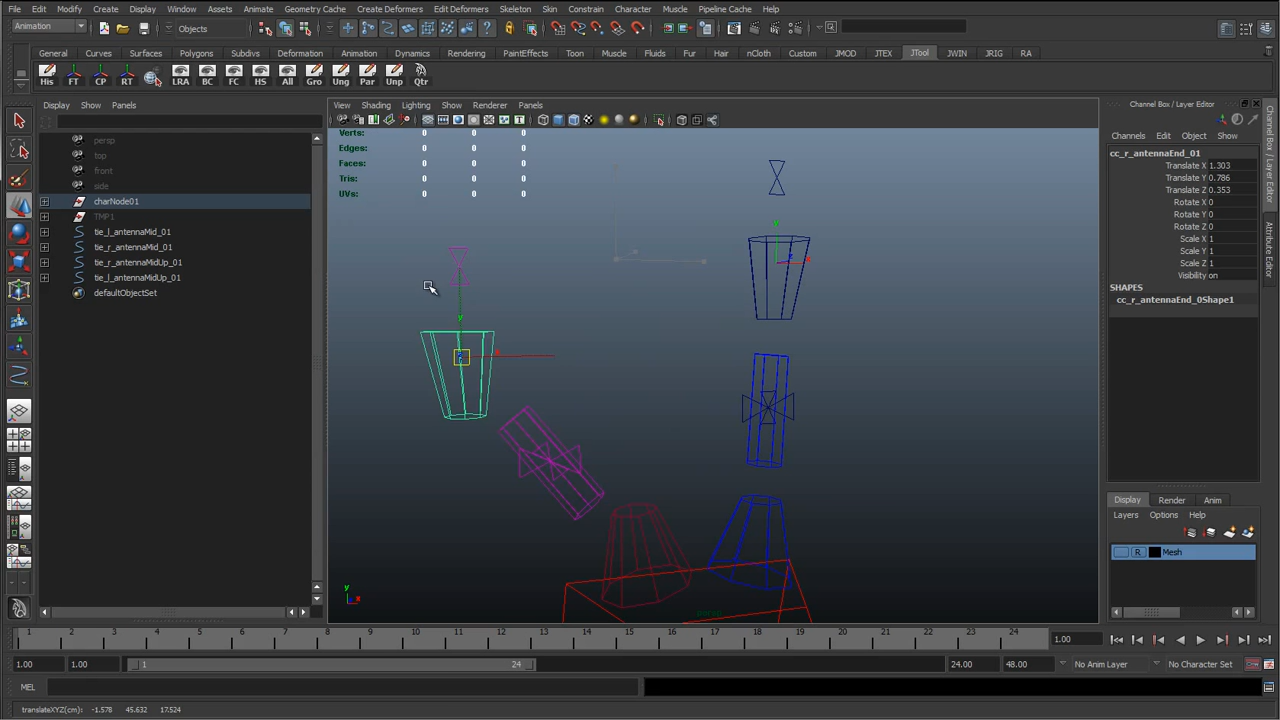 File Edit Modify Create Display Window Assets Animate Geometry Cache Create Deformers Edit Deformers Skeleton Skin Constrain Character Muscle Pipeline Cache Help
Animation Objects
General Curves Surfaces Polygons Subdivs Deformation Animation Dynamics Rendering PaintEffects Toon Muscle Fluids Fur Hair nCloth Custom JMOD JTEX JTool JWIN JRIG RA
His FT CP RT LRA BC FC HS All Gro Ung Par Unp Qtr
Display Show Panels
View Shading Lighting Show Renderer Panels
Channel Box / Layer Editor
persp
top
front
side
charNode01
TMP1
tie_l_antennaMid_01
tie_r_antennaMid_01
tie_r_antennaMidUp_01
tie_l_antennaMidUp_01
defaultObjectSet
Verts: 0 0 0
Edges: 0 0 0
Faces: 0 0 0
Tris: 0 0 0
UVs: 0 0 0
y
x
y
x
z
y
x
persp
Channels Edit Object Show
cc_r_antennaEnd_01
Translate X 1.303
Translate Y 0.786
Translate Z 0.353
Rotate X 0
Rotate Y 0
Rotate Z 0
Scale X 1
Scale Y 1
Scale Z 1
Visibility on
SHAPES
cc_r_antennaEnd_0Shape1
Channel Box / Layer Editor
Attribute Editor
Display Render Anim
Layers Options Help
R Mesh
1 2 3 4 5 6 7 8 9 10 11 12 13 14 15 16 17 18 19 20 21 22 23 24 1.00
1.00 1.00 1 24 24.00 48.00 No Anim Layer No Character Set
MEL
translateXYZ(cm): -1.578 45.632 17.524